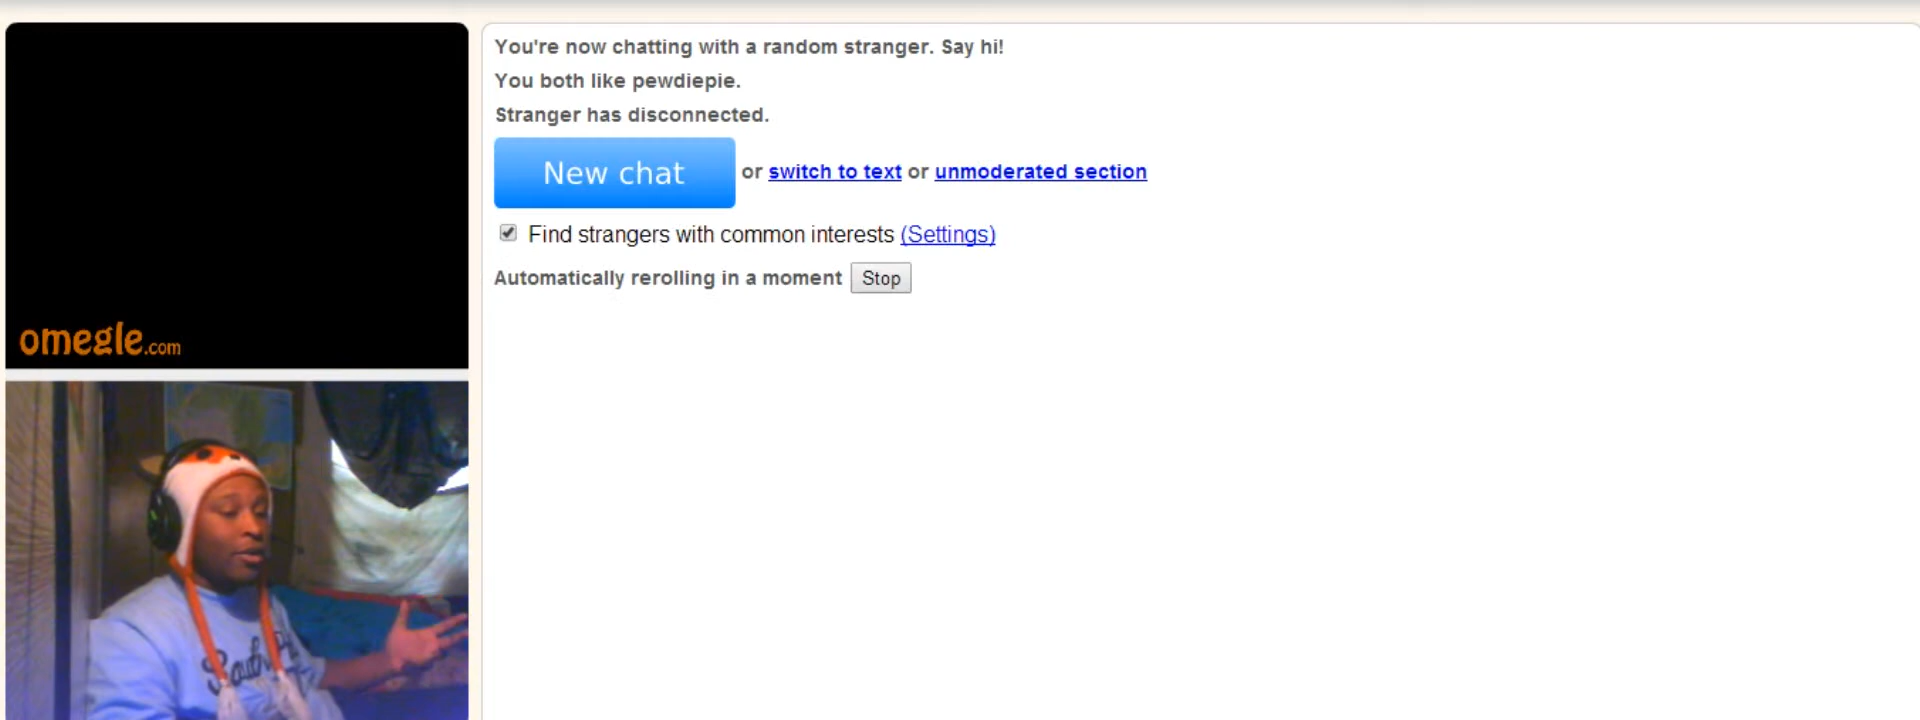 You're now chatting with a random stranger. Say hi!
You both like pewdiepie.
Stranger has disconnected.
New chat or switch to text or unmoderated section
Find strangers with common interests (Settings)
Automatically rerolling in a moment Stop
omegle.com